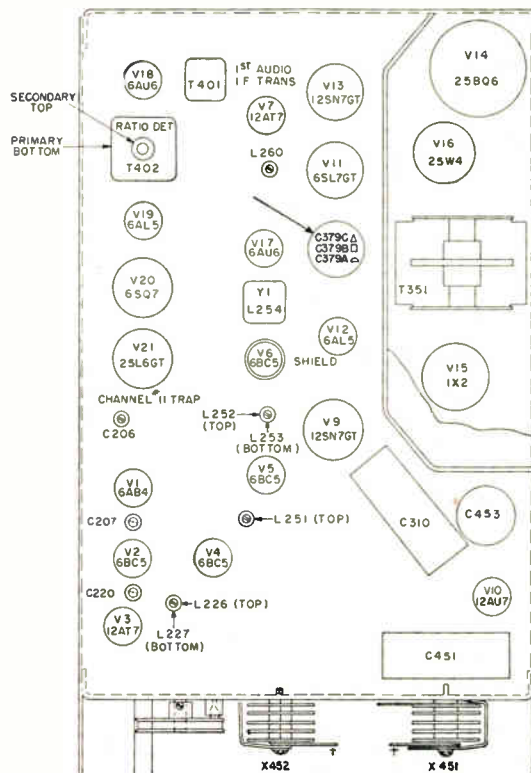 V18
6AU6
T401
1ST AUDIO
I F TRANS
V7
12AT7
V13
12SN7GT
V14
25BQ6
SECONDARY
TOP
PRIMARY
BOTTOM
RATIO DET
T402
L260
V11
6SL7GT
V16
25W4
V19
6AL5
V17
6AU6
C379C △
C379B □
C379A ⌓
T351
V20
6SQ7
Y1
L254
V12
6AL5
V21
25L6GT
V6
6BC5
SHIELD
V15
1X2
CHANNEL # 11 TRAP
C206
L252
(TOP)
L253
(BOTTOM)
V9
12SN7GT
V1
6AB4
V5
6BC5
C207
L251 (TOP)
C310
C453
V2
6BC5
V4
6BC5
C220
V3
12AT7
L226 (TOP)
L227
(BOTTOM)
V10
12AU7
C451
X452
X 451